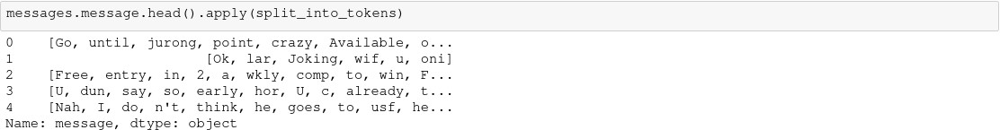 messages.message.head().apply(split_into_tokens)
0    [Go, until, jurong, point, crazy, Available, o...
1                       [Ok, lar, Joking, wif, u, oni]
2    [Free, entry, in, 2, a, wkly, comp, to, win, F...
3    [U, dun, say, so, early, hor, U, c, already, t...
4    [Nah, I, do, n't, think, he, goes, to, usf, he...
Name: message, dtype: object